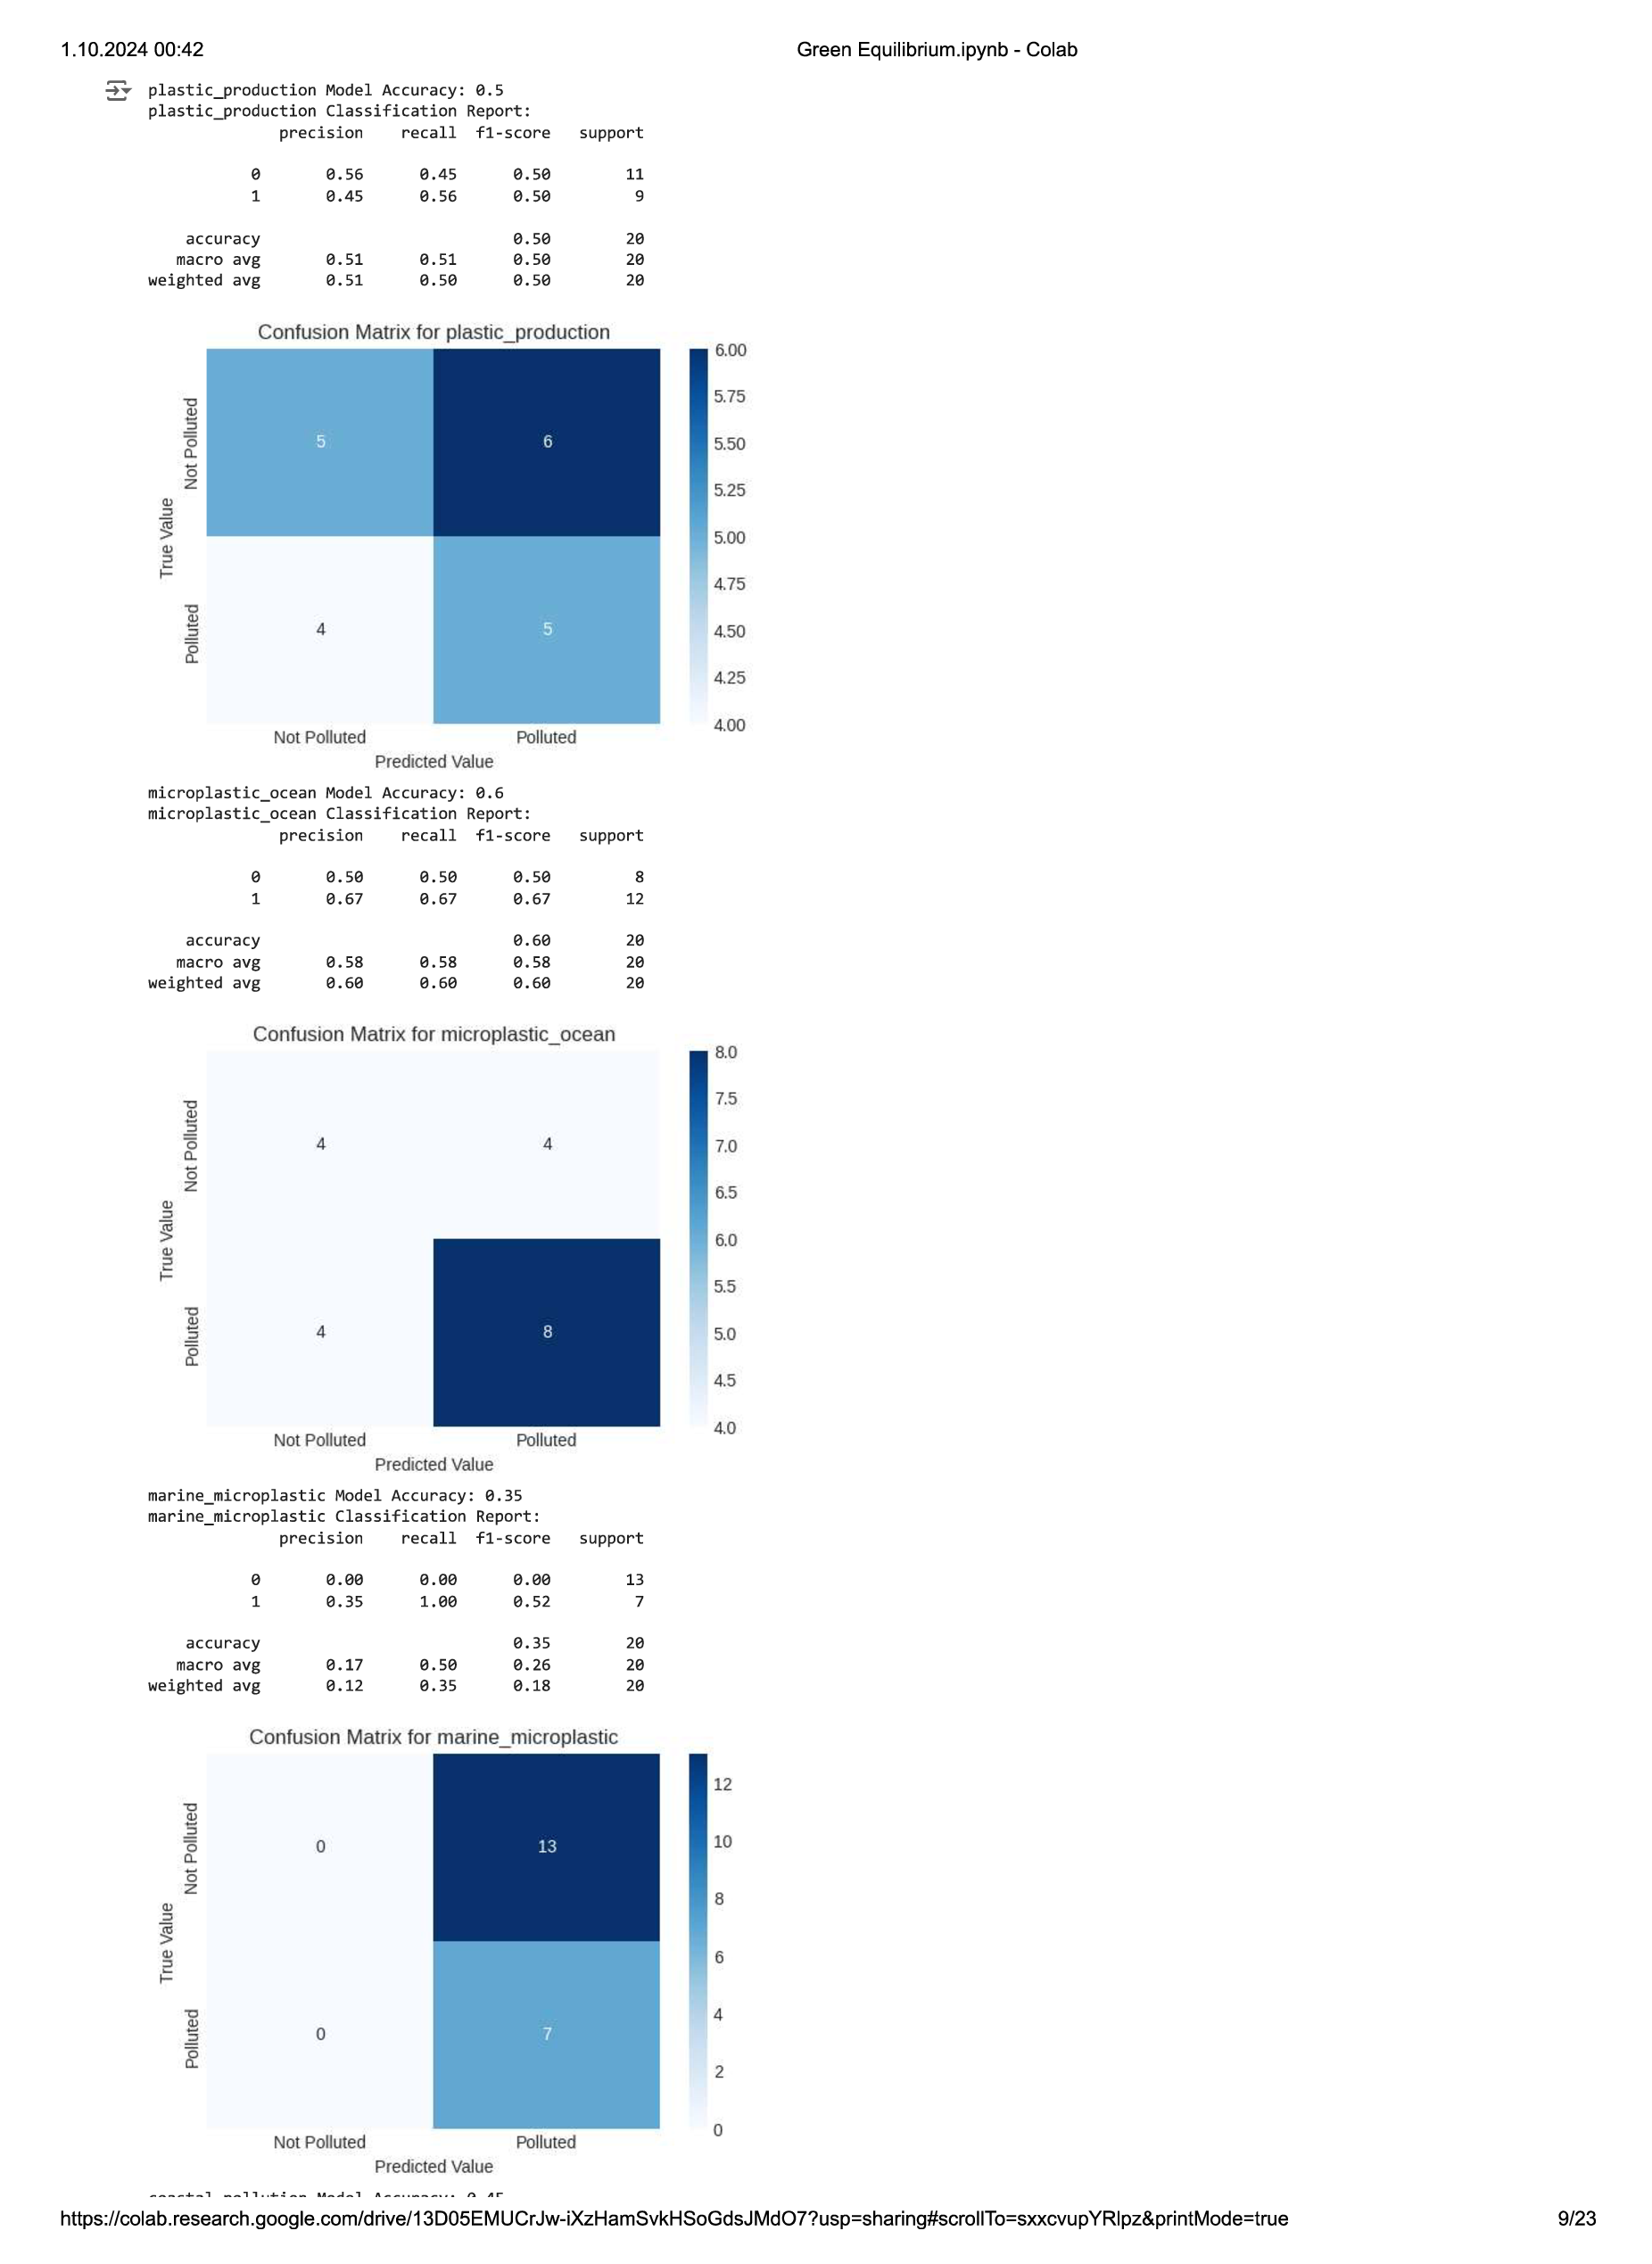 1.10.2024 00:42 Green Equilibrium.ipynb - Colab
plastic_production Model Accuracy: 0.5
plastic_production Classification Report:
precision recall f1-score support
0 0.56 0.45 0.50 11
1 0.45 0.56 0.50 9
accuracy 0.50 20
macro avg 0.51 0.51 0.50 20
weighted avg 0.51 0.50 0.50 20
Confusion Matrix for plastic_production
6.00
5.75
5.50
5.25
5.00
4.75
4.50
4.25
4.00
True Value
Not Polluted
5 6
Polluted
4 5
Not Polluted Polluted
Predicted Value
microplastic_ocean Model Accuracy: 0.6
microplastic_ocean Classification Report:
precision recall f1-score support
0 0.50 0.50 0.50 8
1 0.67 0.67 0.67 12
accuracy 0.60 20
macro avg 0.58 0.58 0.58 20
weighted avg 0.60 0.60 0.60 20
Confusion Matrix for microplastic_ocean
8.0
7.5
7.0
6.5
6.0
5.5
5.0
4.5
4.0
True Value
Not Polluted
4 4
Polluted
4 8
Not Polluted Polluted
Predicted Value
marine_microplastic Model Accuracy: 0.35
marine_microplastic Classification Report:
precision recall f1-score support
0 0.00 0.00 0.00 13
1 0.35 1.00 0.52 7
accuracy 0.35 20
macro avg 0.17 0.50 0.26 20
weighted avg 0.12 0.35 0.18 20
Confusion Matrix for marine_microplastic
12
10
8
6
4
2
0
True Value
Not Polluted
0 13
Polluted
0 7
Not Polluted Polluted
Predicted Value
https://colab.research.google.com/drive/13D05EMUCrJw-iXzHamSvkHSoGdsJMdO7?usp=sharing#scrollTo=sxxcvupYRlpz&printMode=true 9/23